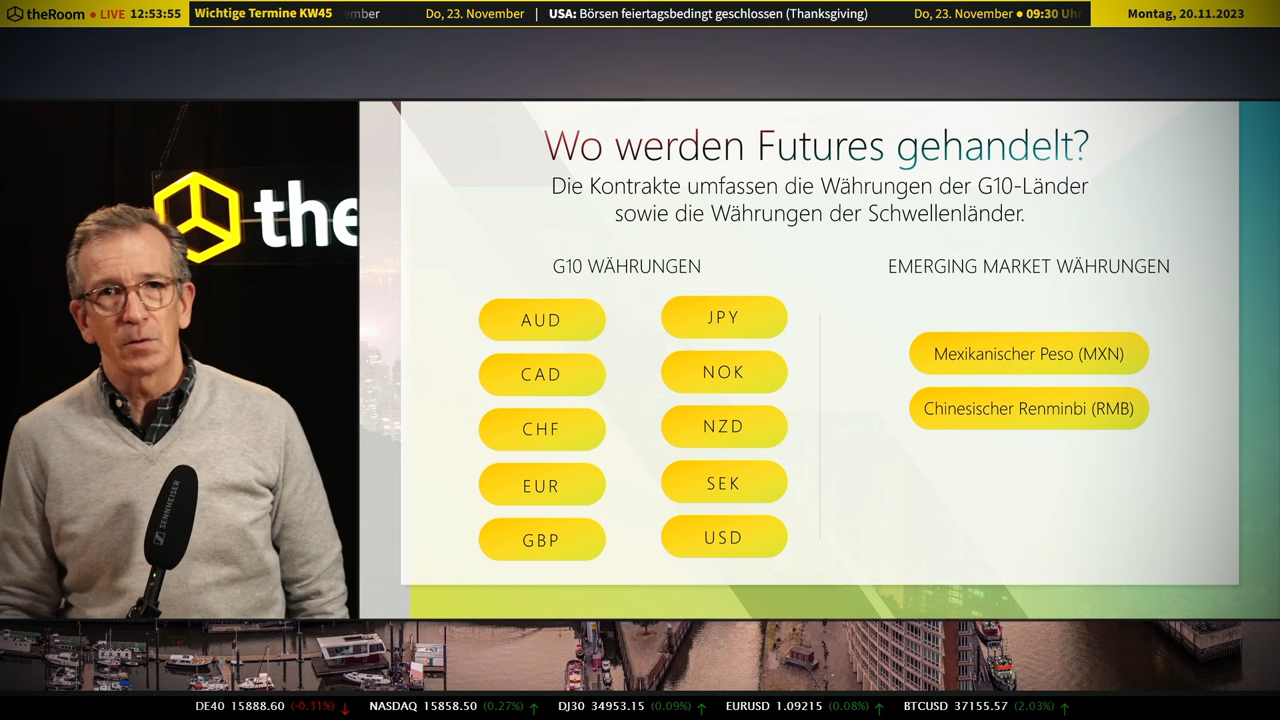 theRoom ● LIVE 12:53:55
Wichtige Termine KW45
ember Do, 23. November | USA: Börsen feiertagsbedingt geschlossen (Thanksgiving) Do, 23. November ● 09:30 Uh
Montag, 20.11.2023
the
SENNHEISER
Wo werden Futures gehandelt?
Die Kontrakte umfassen die Währungen der G10-Länder
sowie die Währungen der Schwellenländer.
G10 WÄHRUNGEN
AUD
CAD
CHF
EUR
GBP
JPY
NOK
NZD
SEK
USD
EMERGING MARKET WÄHRUNGEN
Mexikanischer Peso (MXN)
Chinesischer Renminbi (RMB)
DE40 15888.60 (-0.31%) ↓ NASDAQ 15858.50 (0.27%) ↑ DJ30 34953.15 (0.09%) ↑ EURUSD 1.09215 (0.08%) ↑ BTCUSD 37155.57 (2.03%) ↑